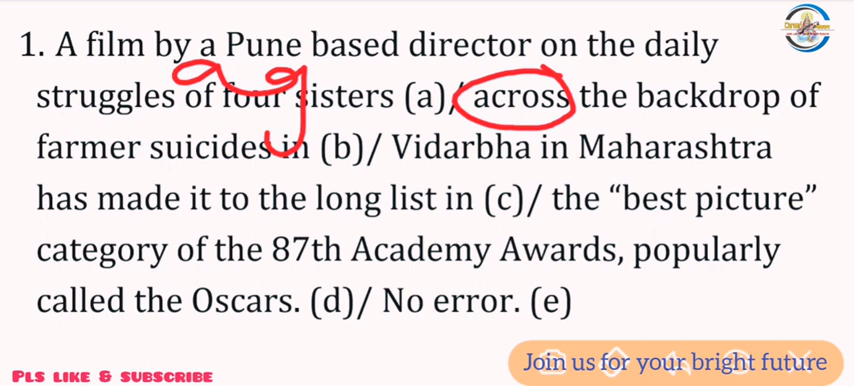 1. A film by a Pune based director on the daily
struggles of four sisters (a)/ across the backdrop of
farmer suicides in (b)/ Vidarbha in Maharashtra
has made it to the long list in (c)/ the “best picture”
category of the 87th Academy Awards, popularly
called the Oscars. (d)/ No error. (e)
ag
Join us for your bright future
PLS LIKE & SUBSCRIBE